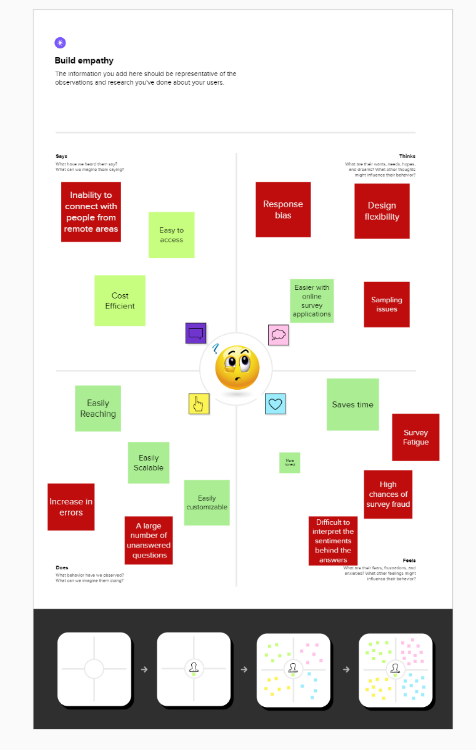 Build empathy
The information you add here should be representative of the
observations and research you've done about your users.
Says
What have we heard them say?
What can we imagine them saying?
Thinks
What are their wants, needs, hopes,
and dreams? What other thoughts
might influence their behavior?
Inability to
connect with
people from
remote areas
Easy to
access
Cost
Efficient
Response
bias
Design
flexibility
Easier with
online
survey
applications
Sampling
issues
Easily
Reaching
Easily
Scalable
Easily
customizable
Increase in
errors
A large
number of
unanswered
questions
Saves time
Survey
Fatigue
High
chances of
survey fraud
Difficult to
interpret the
sentiments
behind the
answers
Does
What behavior have we observed?
What can we imagine them doing?
Feels
What are their fears, frustrations, and
anxieties? What other feelings might
influence their behavior?